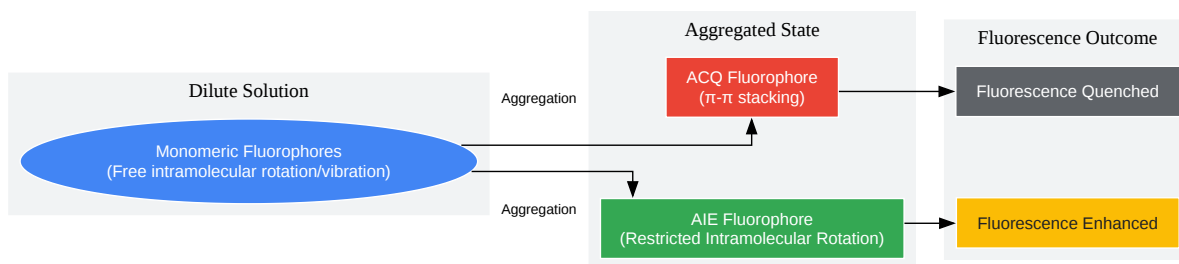 Dilute Solution
Monomeric Fluorophores
(Free intramolecular rotation/vibration)
Aggregation
Aggregation
Aggregated State
ACQ Fluorophore
(π-π stacking)
AIE Fluorophore
(Restricted Intramolecular Rotation)
Fluorescence Outcome
Fluorescence Quenched
Fluorescence Enhanced